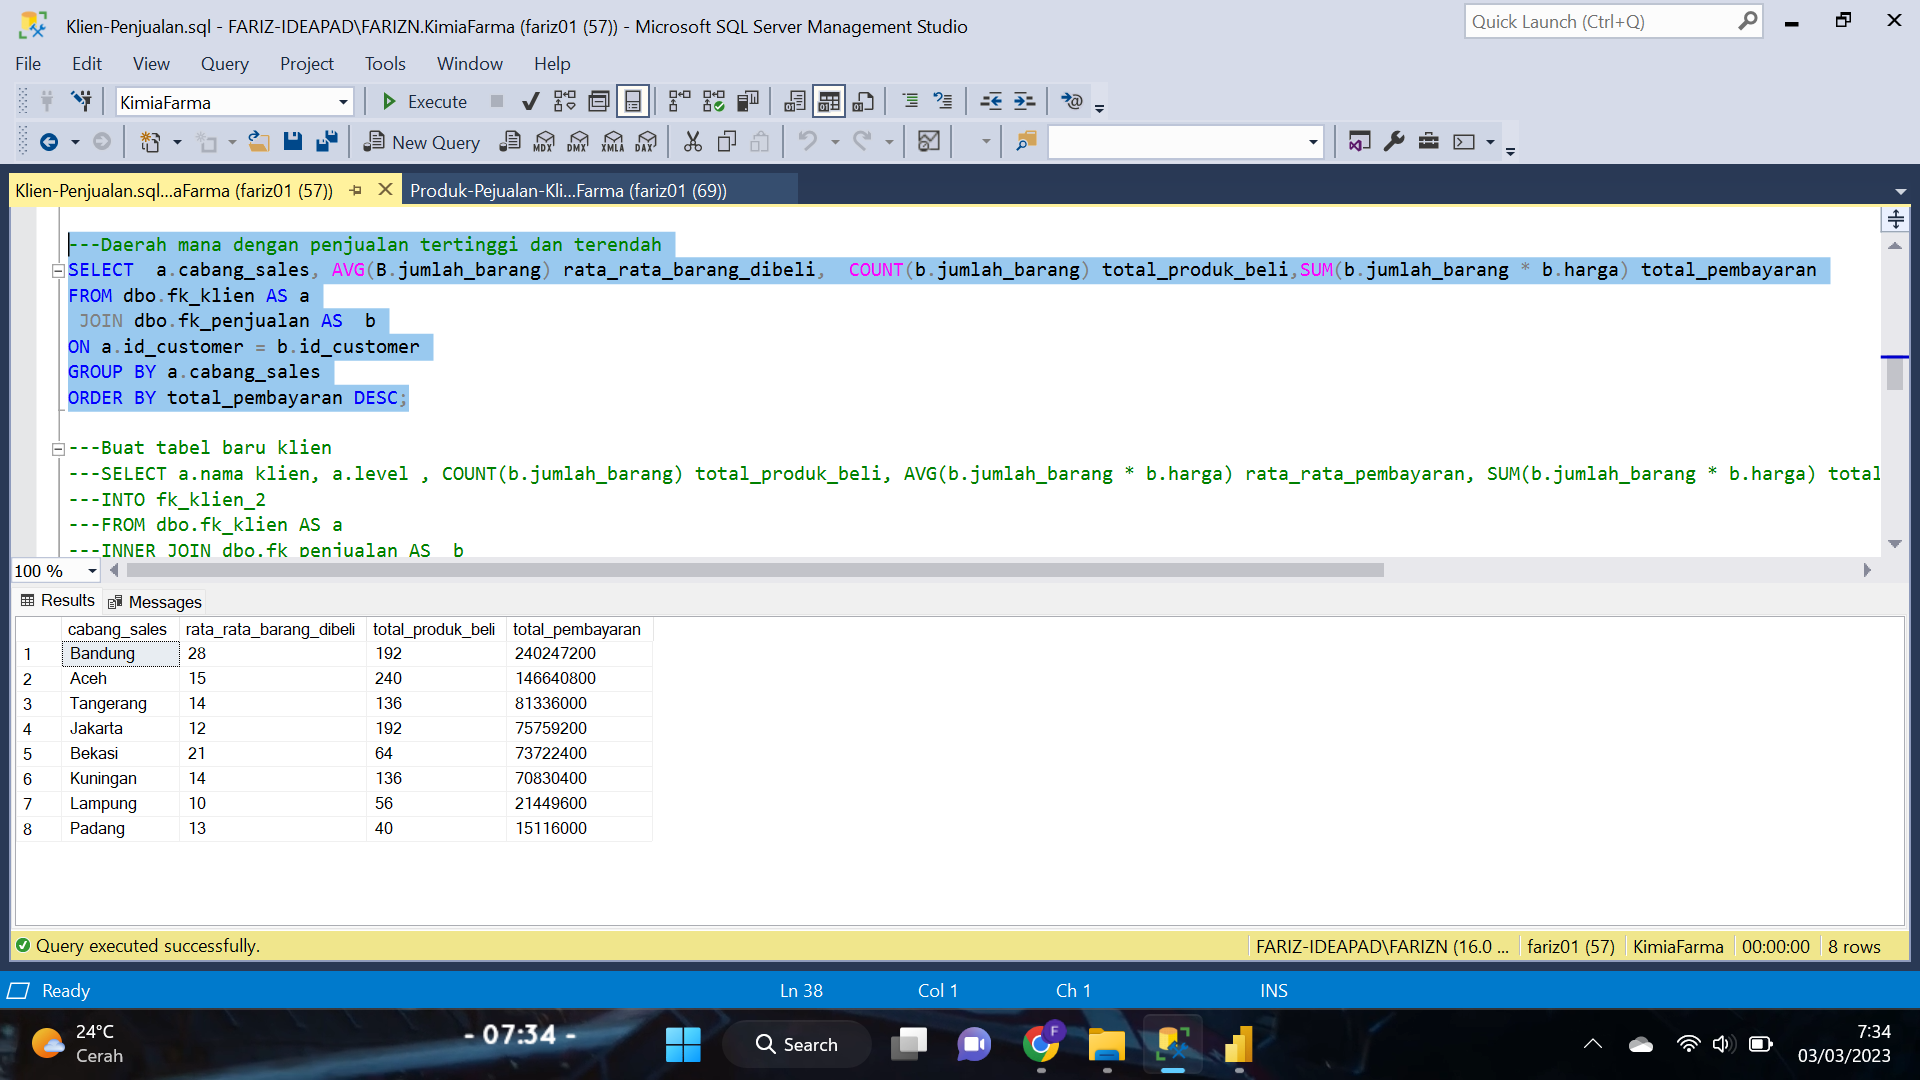 Klien-Penjualan.sql - FARIZ-IDEAPAD\FARIZN.KimiaFarma (fariz01 (57)) - Microsoft SQL Server Management Studio
Quick Launch (Ctrl+Q)
File Edit View Query Project Tools Window Help
KimiaFarma Execute
New Query MDX DMX XMLA DAX
Klien-Penjualan.sql...aFarma (fariz01 (57)) Produk-Pejualan-Kli...Farma (fariz01 (69))
---Daerah mana dengan penjualan tertinggi dan terendah
SELECT  a.cabang_sales, AVG(B.jumlah_barang) rata_rata_barang_dibeli,  COUNT(b.jumlah_barang) total_produk_beli,SUM(b.jumlah_barang * b.harga) total_pembayaran
FROM dbo.fk_klien AS a
 JOIN dbo.fk_penjualan AS  b
ON a.id_customer = b.id_customer
GROUP BY a.cabang_sales
ORDER BY total_pembayaran DESC;
---Buat tabel baru klien
---SELECT a.nama klien, a.level , COUNT(b.jumlah_barang) total_produk_beli, AVG(b.jumlah_barang * b.harga) rata_rata_pembayaran, SUM(b.jumlah_barang * b.harga) total
---INTO fk_klien_2
---FROM dbo.fk_klien AS a
---INNER JOIN dbo.fk_penjualan AS  b
100 %
Results Messages
cabang_sales rata_rata_barang_dibeli total_produk_beli total_pembayaran
1 Bandung 28 192 240247200
2 Aceh 15 240 146640800
3 Tangerang 14 136 81336000
4 Jakarta 12 192 75759200
5 Bekasi 21 64 73722400
6 Kuningan 14 136 70830400
7 Lampung 10 56 21449600
8 Padang 13 40 15116000
Query executed successfully. FARIZ-IDEAPAD\FARIZN (16.0 ... fariz01 (57) KimiaFarma 00:00:00 8 rows
Ready Ln 38 Col 1 Ch 1 INS
24°C
Cerah
- 07:34 -
Search
F
7:34
03/03/2023